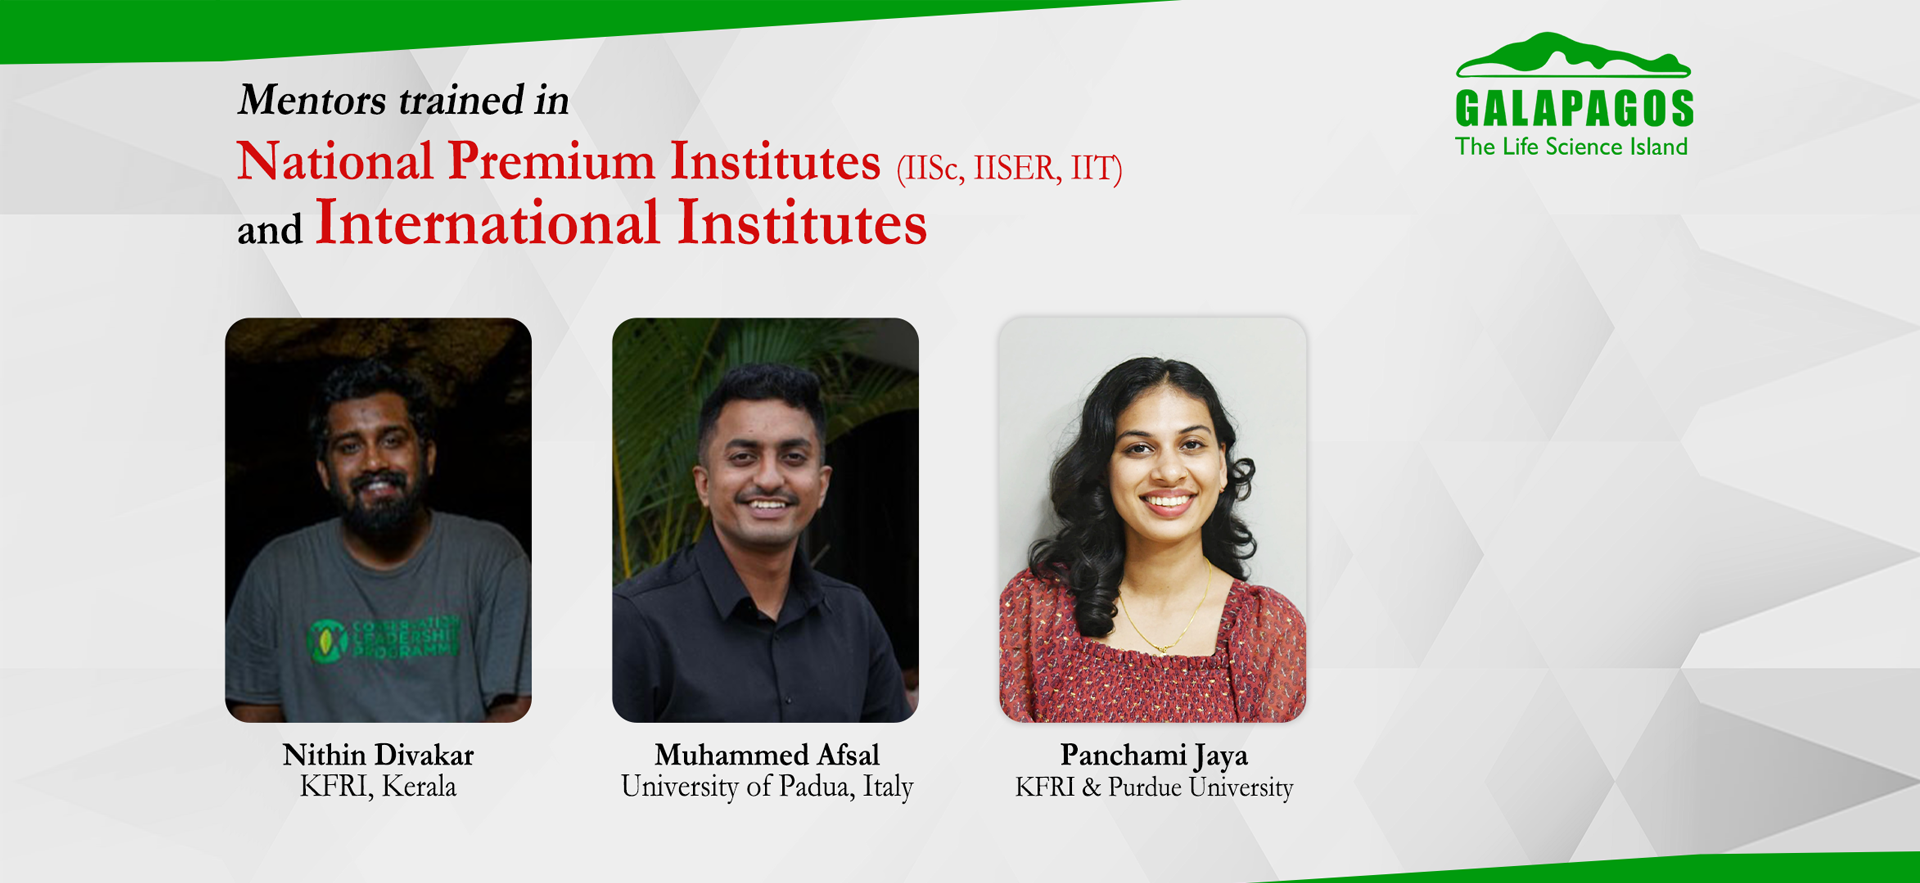 Mentors trained in
National Premium Institutes (IISc, IISER, IIT)
and International Institutes
GALAPAGOS
The Life Science Island
CONSERVATION
LEADERSHIP
PROGRAMME
Nithin Divakar
KFRI, Kerala
Muhammed Afsal
University of Padua, Italy
Panchami Jaya
KFRI & Purdue University